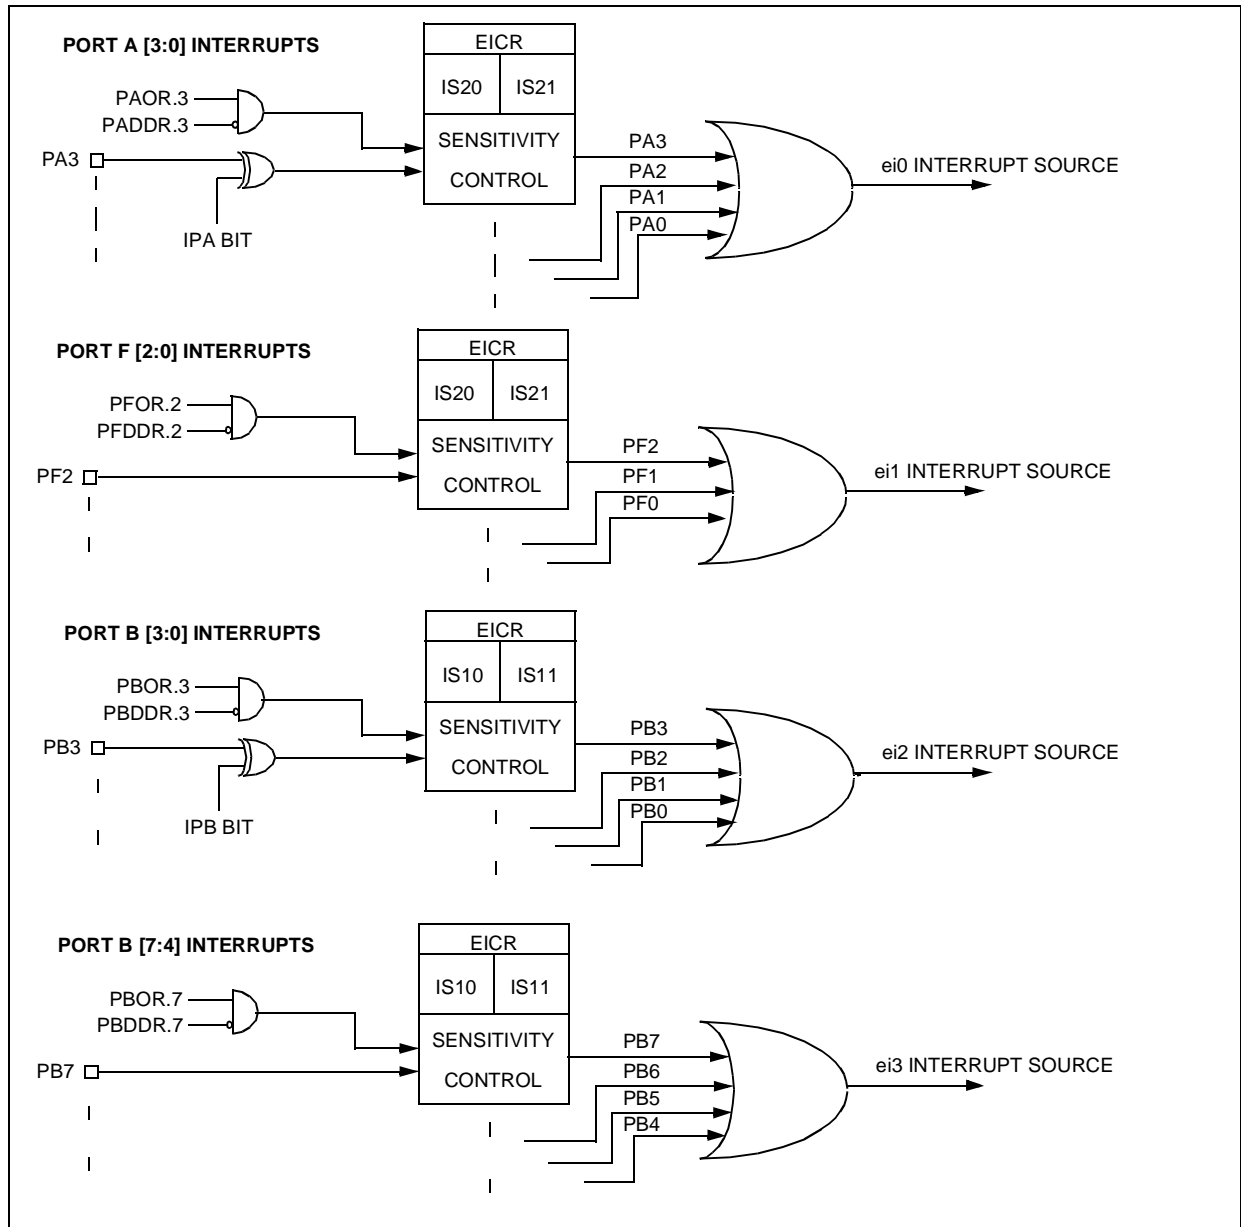 PORT A [3:0] INTERRUPTS
EICR
IS20 IS21
PAOR.3
PADDR.3
SENSITIVITY
CONTROL
PA3
IPA BIT
PA3
PA2
PA1
PA0
ei0 INTERRUPT SOURCE
PORT F [2:0] INTERRUPTS
EICR
IS20 IS21
PFOR.2
PFDDR.2
SENSITIVITY
CONTROL
PF2
PF2
PF1
PF0
ei1 INTERRUPT SOURCE
PORT B [3:0] INTERRUPTS
EICR
IS10 IS11
PBOR.3
PBDDR.3
SENSITIVITY
CONTROL
PB3
IPB BIT
PB3
PB2
PB1
PB0
ei2 INTERRUPT SOURCE
PORT B [7:4] INTERRUPTS
EICR
IS10 IS11
PBOR.7
PBDDR.7
SENSITIVITY
CONTROL
PB7
PB7
PB6
PB5
PB4
ei3 INTERRUPT SOURCE